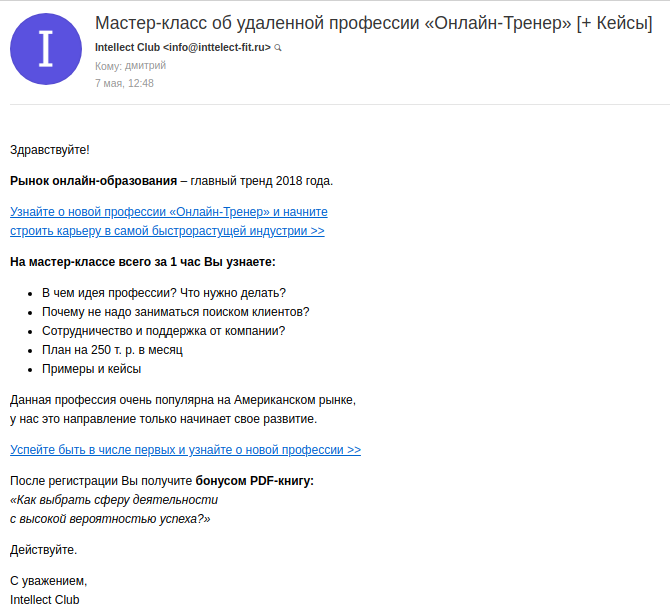 I
Мастер-класс об удаленной профессии «Онлайн-Тренер» [+ Кейсы]
Intellect Club <info@inttelect-fit.ru>
Кому: дмитрий
7 мая, 12:48
Здравствуйте!
Рынок онлайн-образования – главный тренд 2018 года.
Узнайте о новой профессии «Онлайн-Тренер» и начните
строить карьеру в самой быстрорастущей индустрии >>
На мастер-классе всего за 1 час Вы узнаете:
• В чем идея профессии? Что нужно делать?
• Почему не надо заниматься поиском клиентов?
• Сотрудничество и поддержка от компании?
• План на 250 т. р. в месяц
• Примеры и кейсы
Данная профессия очень популярна на Американском рынке,
у нас это направление только начинает свое развитие.
Успейте быть в числе первых и узнайте о новой профессии >>
После регистрации Вы получите бонусом PDF-книгу:
«Как выбрать сферу деятельности
с высокой вероятностью успеха?»
Действуйте.
С уважением,
Intellect Club